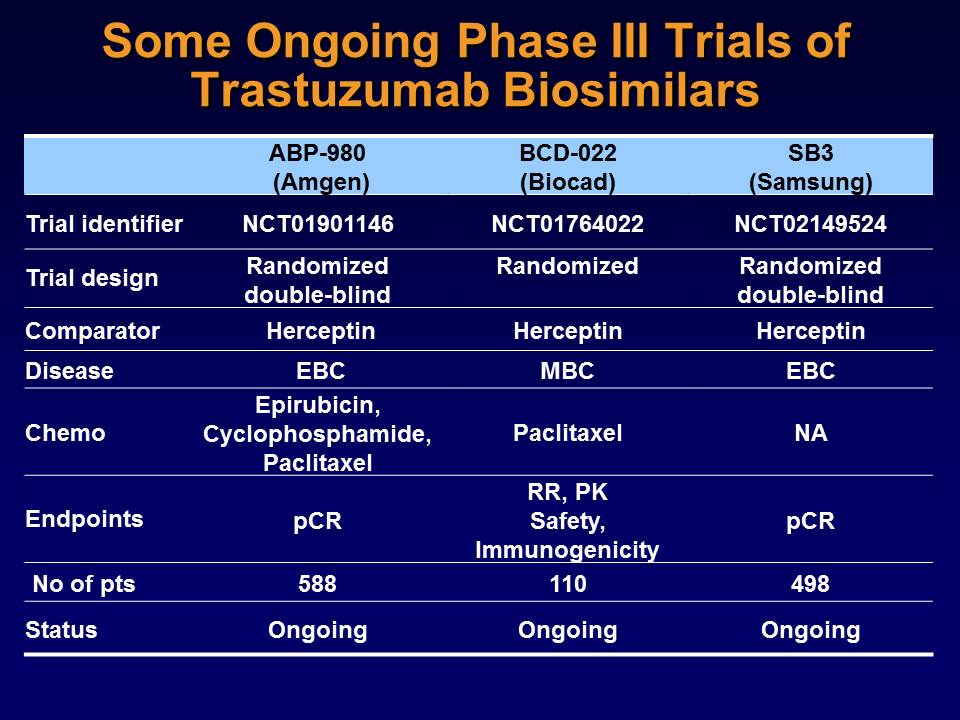 Some Ongoing Phase III Trials of
Trastuzumab Biosimilars
ABP-980 BCD-022 SB3
(Amgen) (Biocad) (Samsung)
Trial identifier NCT01901146 NCT01764022 NCT02149524
Trial design Randomized double-blind Randomized Randomized double-blind
Comparator Herceptin Herceptin Herceptin
Disease EBC MBC EBC
Chemo Epirubicin, Cyclophosphamide, Paclitaxel Paclitaxel NA
Endpoints pCR RR, PK Safety, Immunogenicity pCR
No of pts 588 110 498
Status Ongoing Ongoing Ongoing